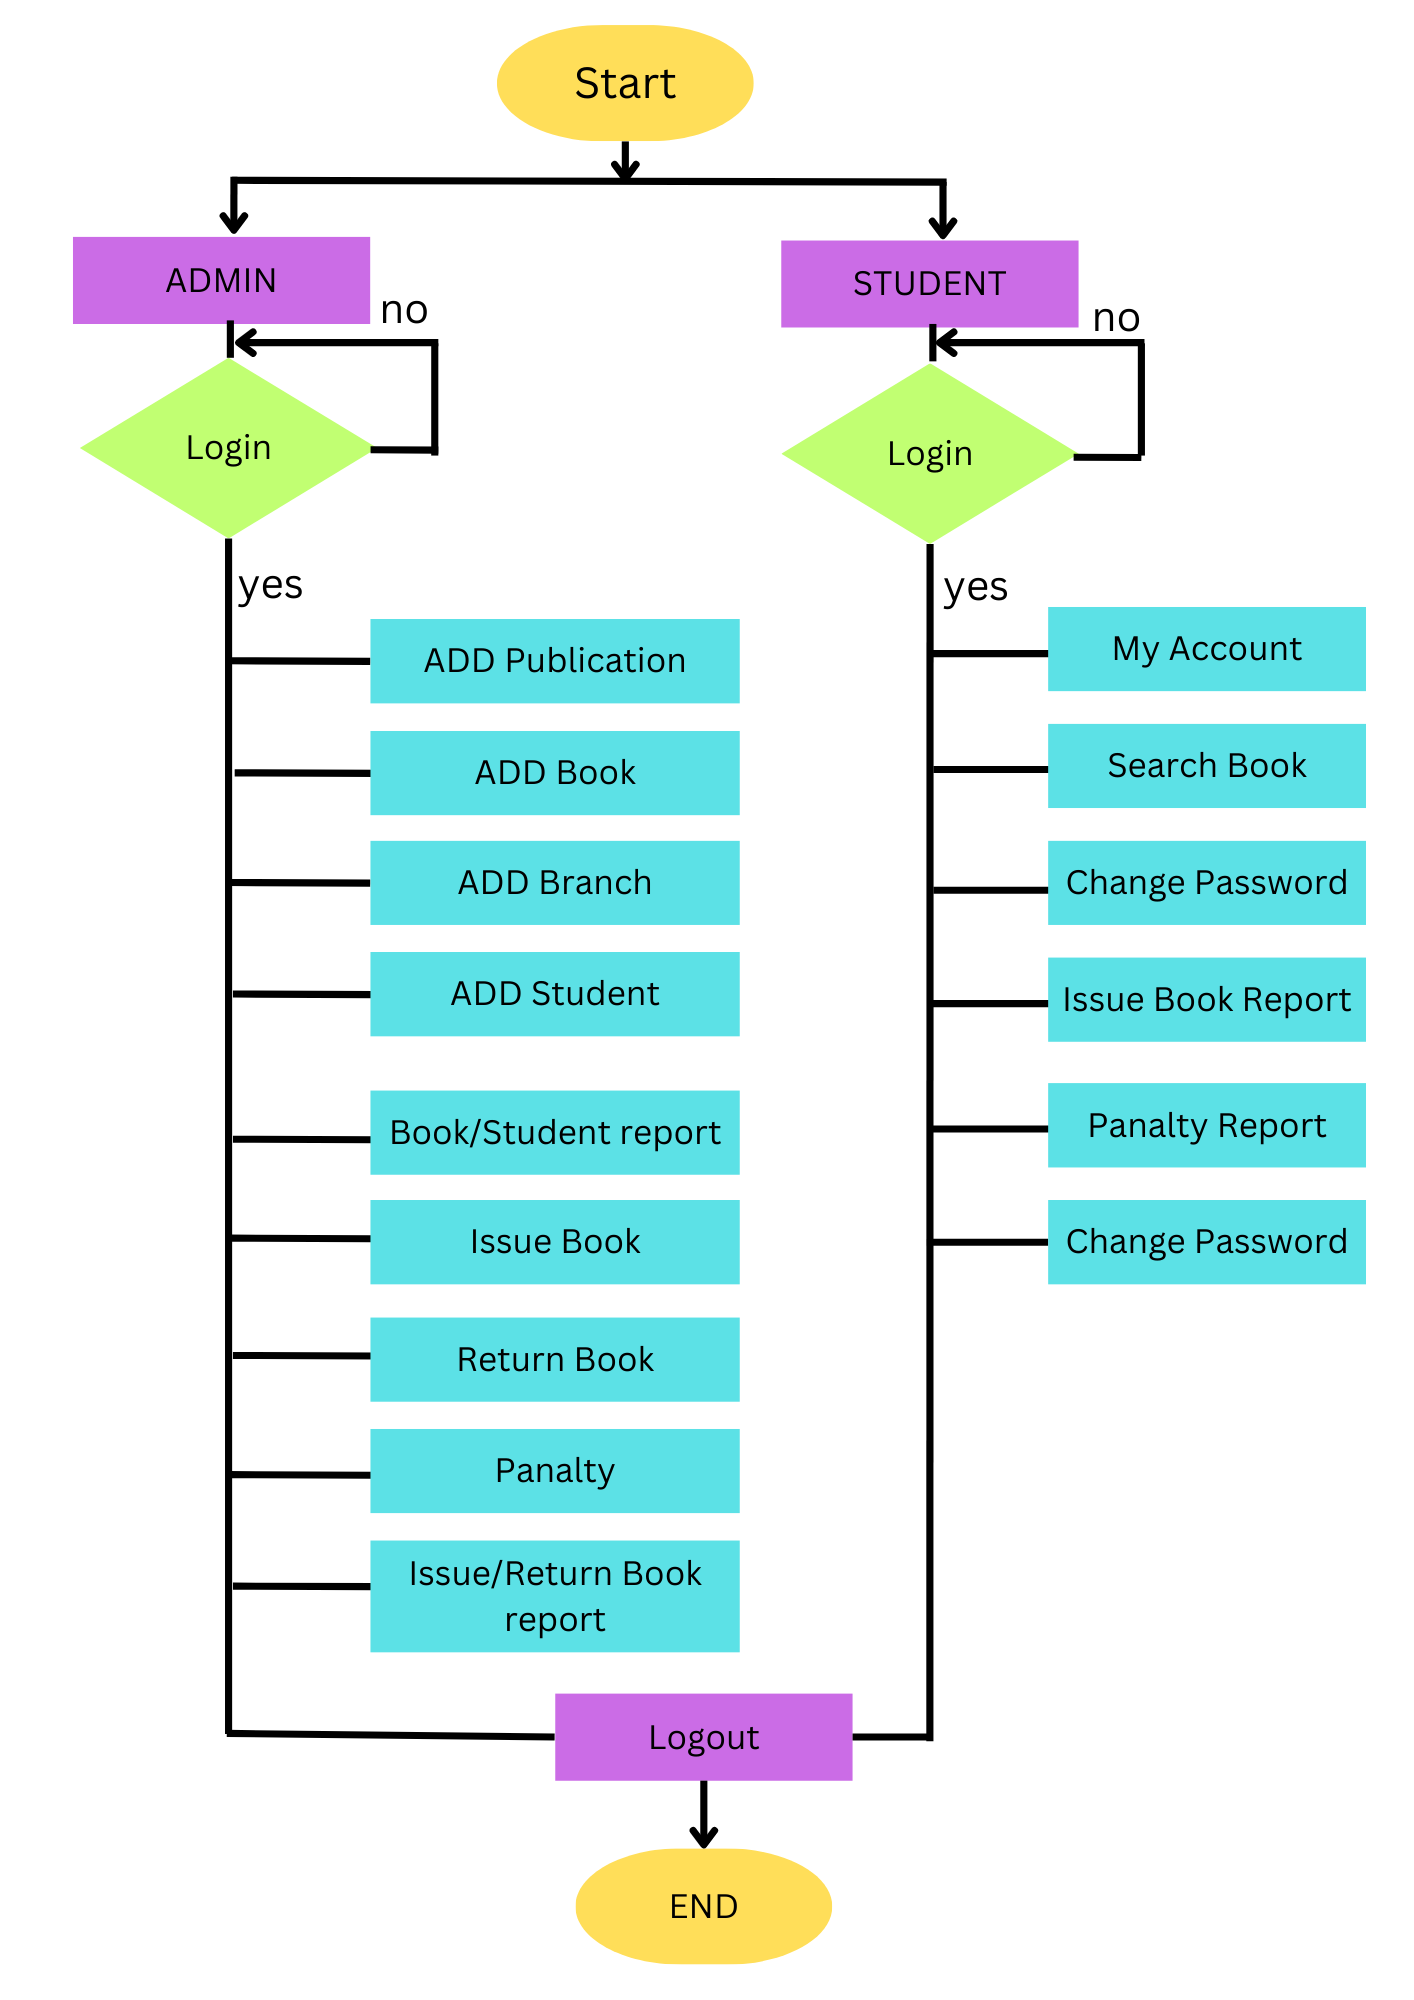 Start
ADMIN
no
Login
yes
ADD Publication
ADD Book
ADD Branch
ADD Student
Book/Student report
Issue Book
Return Book
Panalty
Issue/Return Book
report
STUDENT
no
Login
yes
My Account
Search Book
Change Password
Issue Book Report
Panalty Report
Change Password
Logout
END